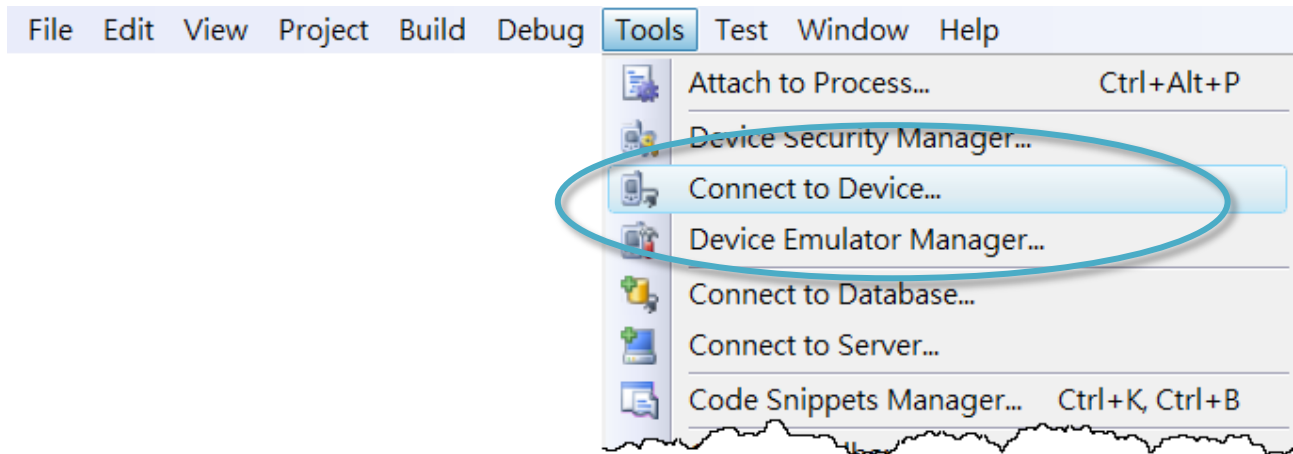 File Edit View Project Build Debug Tools Test Window Help
Attach to Process... Ctrl+Alt+P
Device Security Manager...
Connect to Device...
Device Emulator Manager...
Connect to Database...
Connect to Server...
Code Snippets Manager... Ctrl+K, Ctrl+B